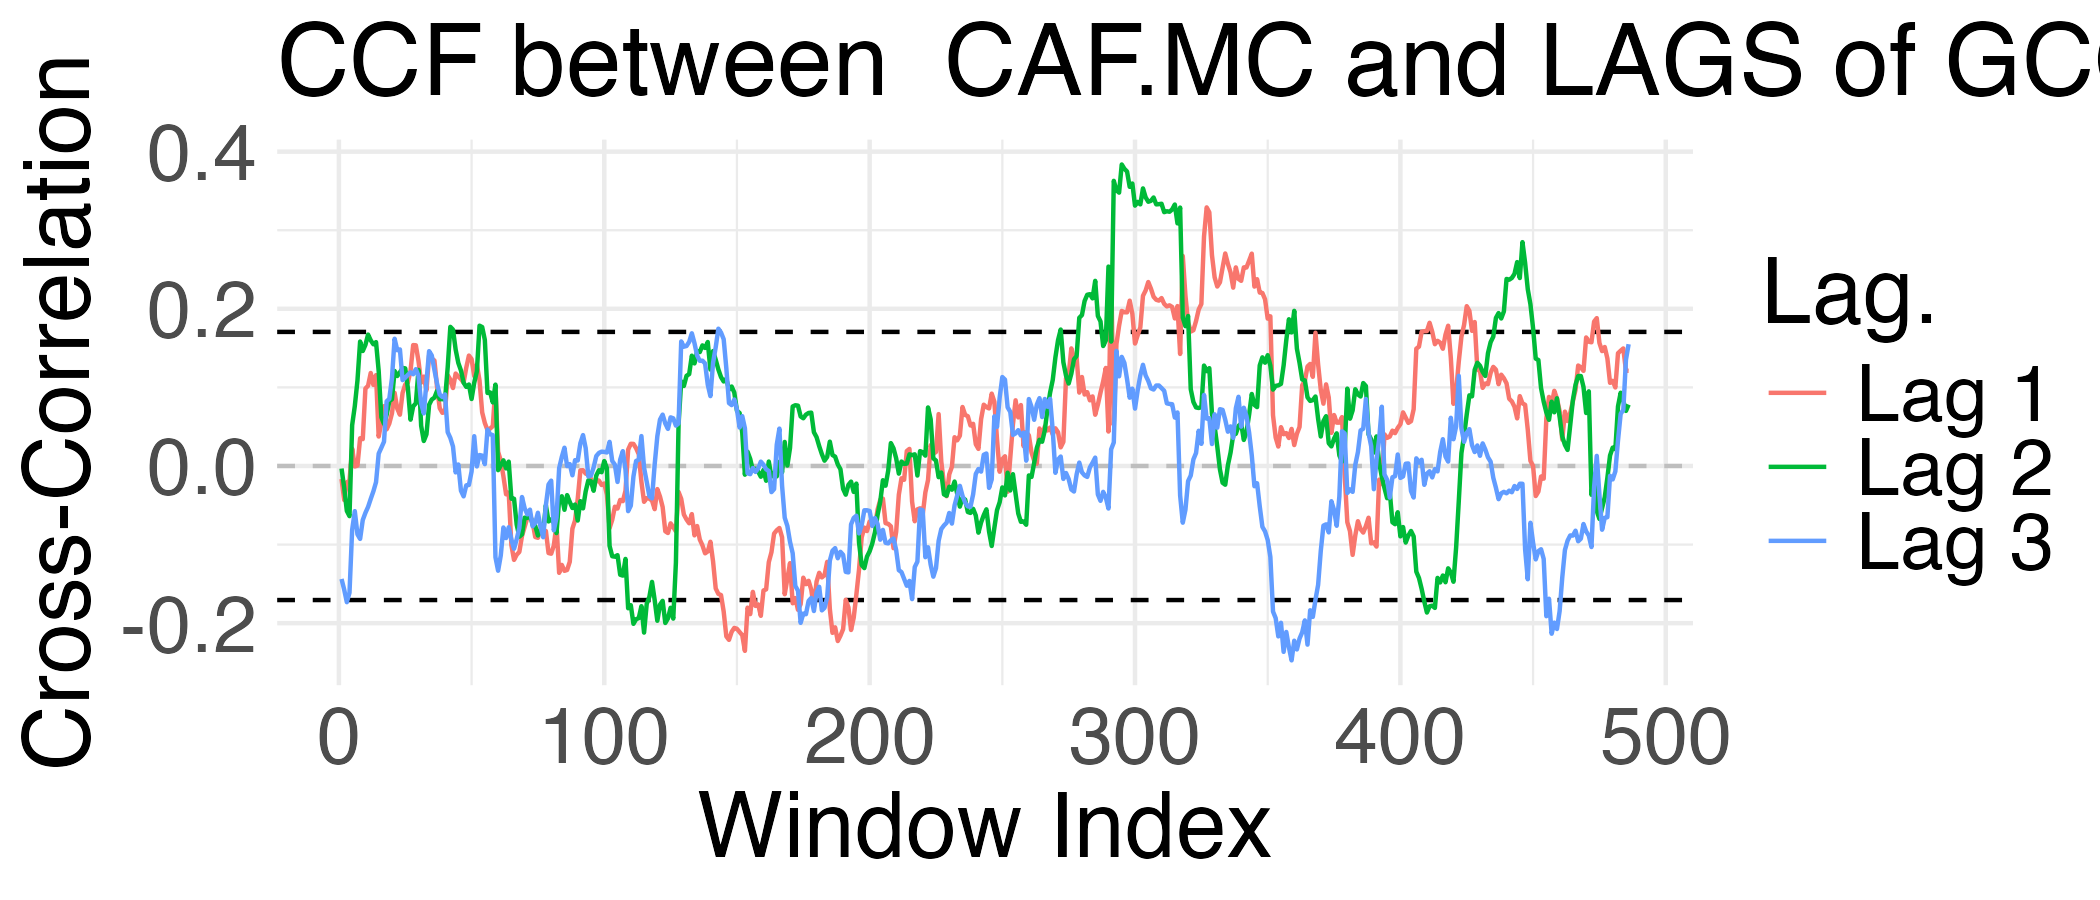 CCF between CAF.MC and LAGS of
Cross-Correlation
0.4
0.2
0.0
-0.2
0 100 200 300 400 500
Window Index
Lag.
Lag 1
Lag 2
Lag 3